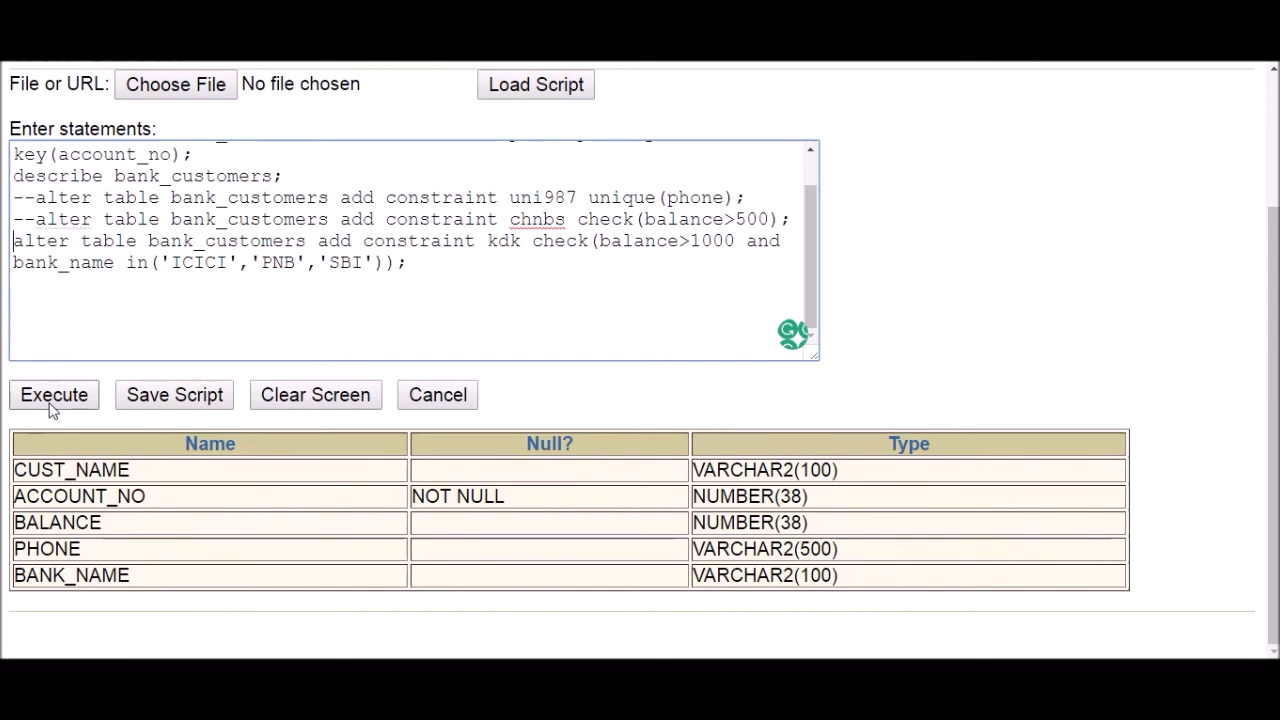 File or URL: Choose File No file chosen Load Script
Enter statements:
key(account_no);
describe bank_customers;
--alter table bank_customers add constraint uni987 unique(phone);
--alter table bank_customers add constraint chnbs check(balance>500);
alter table bank_customers add constraint kdk check(balance>1000 and
bank_name in('ICICI','PNB','SBI'));
Execute Save Script Clear Screen Cancel
Name Null? Type
CUST_NAME VARCHAR2(100)
ACCOUNT_NO NOT NULL NUMBER(38)
BALANCE NUMBER(38)
PHONE VARCHAR2(500)
BANK_NAME VARCHAR2(100)